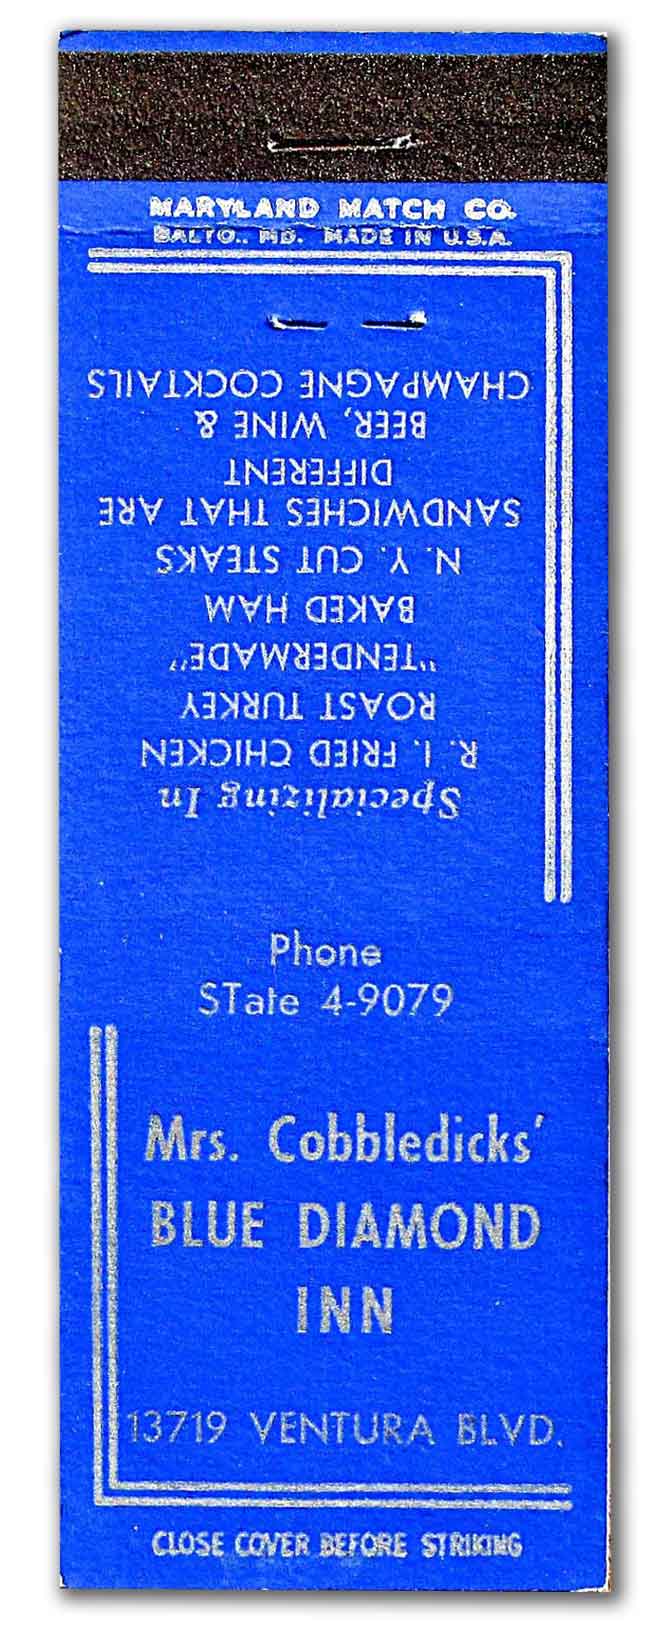 MARYLAND MATCH CO.
BALTO., MD. MADE IN U.S.A.
Specializing In
R. I. FRIED CHICKEN
ROAST TURKEY
"TENDERMADE"
BAKED HAM
N. Y. CUT STEAKS
SANDWICHES THAT ARE
DIFFERENT
BEER, WINE &
CHAMPAGNE COCKTAILS
Phone
STate 4-9079
Mrs. Cobbledicks'
BLUE DIAMOND
INN
13719 VENTURA BLVD.
CLOSE COVER BEFORE STRIKING